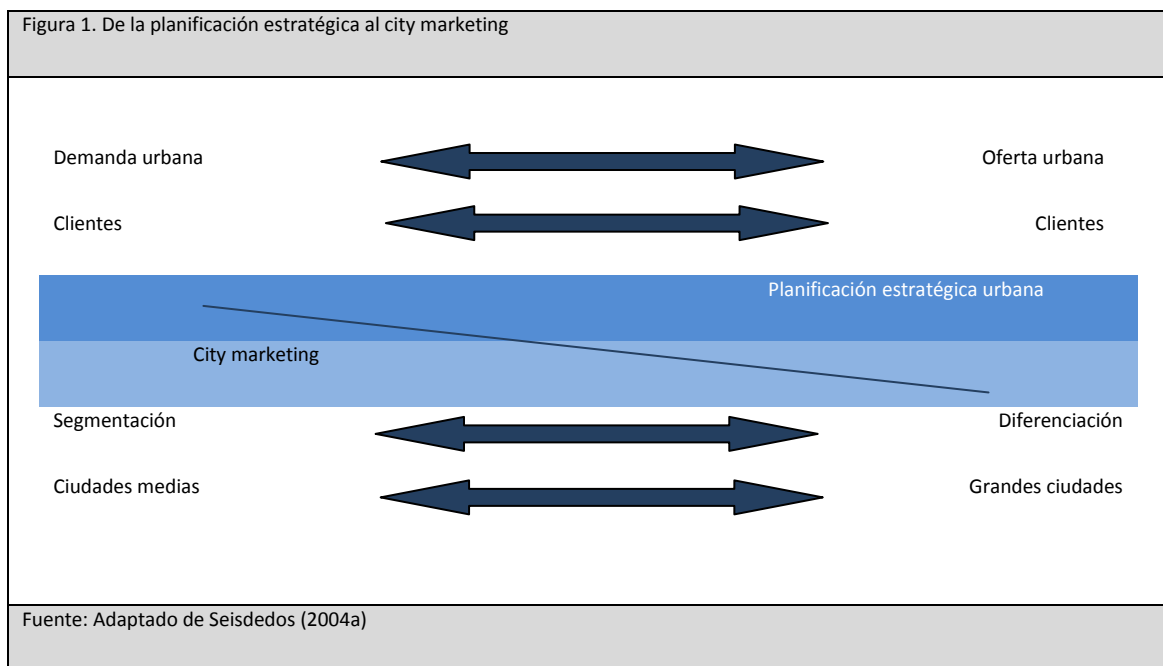 Figura 1. De la planificación estratégica al city marketing
Demanda urbana
Oferta urbana
Clientes
Clientes
Planificación estratégica urbana
City marketing
Segmentación
Diferenciación
Ciudades medias
Grandes ciudades
Fuente: Adaptado de Seisdedos (2004a)